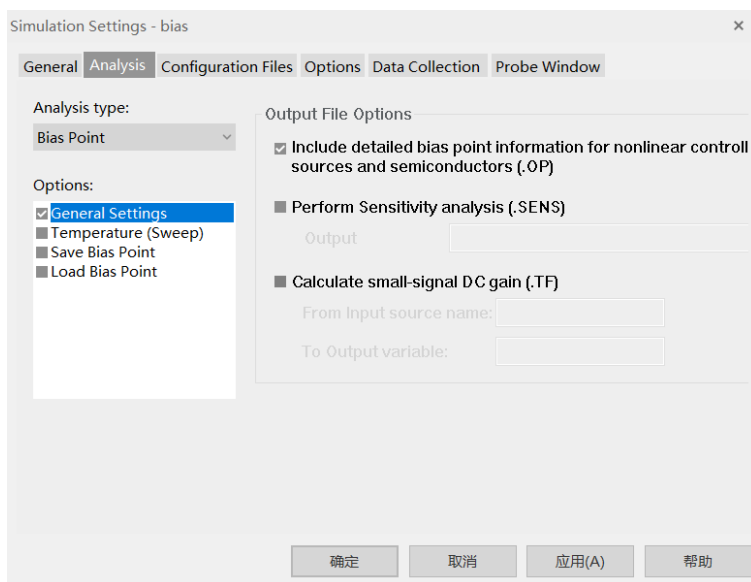 Simulation Settings - bias
General Analysis Configuration Files Options Data Collection Probe Window
Analysis type:
Bias Point
Options:
General Settings
Temperature (Sweep)
Save Bias Point
Load Bias Point
Output File Options
Include detailed bias point information for nonlinear controll
sources and semiconductors (.OP)
Perform Sensitivity analysis (.SENS)
Output
Calculate small-signal DC gain (.TF)
From Input source name:
To Output variable:
确定 取消 应用(A) 帮助